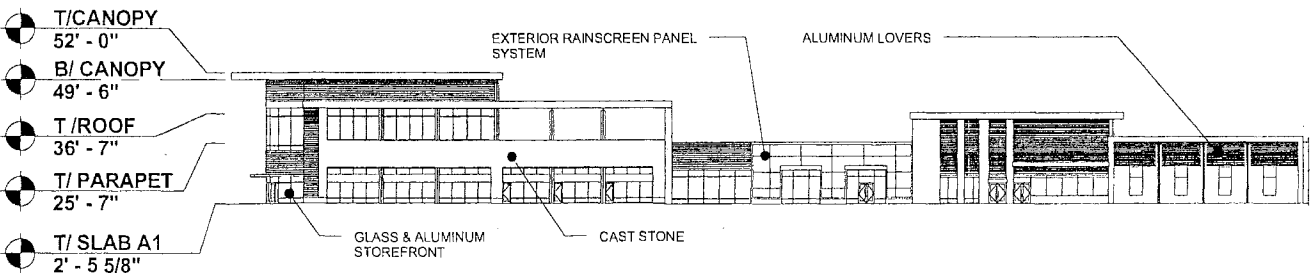 T/CANOPY
52' - 0"
B/ CANOPY
49' - 6"
T /ROOF
36' - 7"
T/ PARAPET
25' - 7"
T/ SLAB A1
2' - 5 5/8"
EXTERIOR RAINSCREEN PANEL
SYSTEM
ALUMINUM LOVERS
GLASS & ALUMINUM
STOREFRONT
CAST STONE